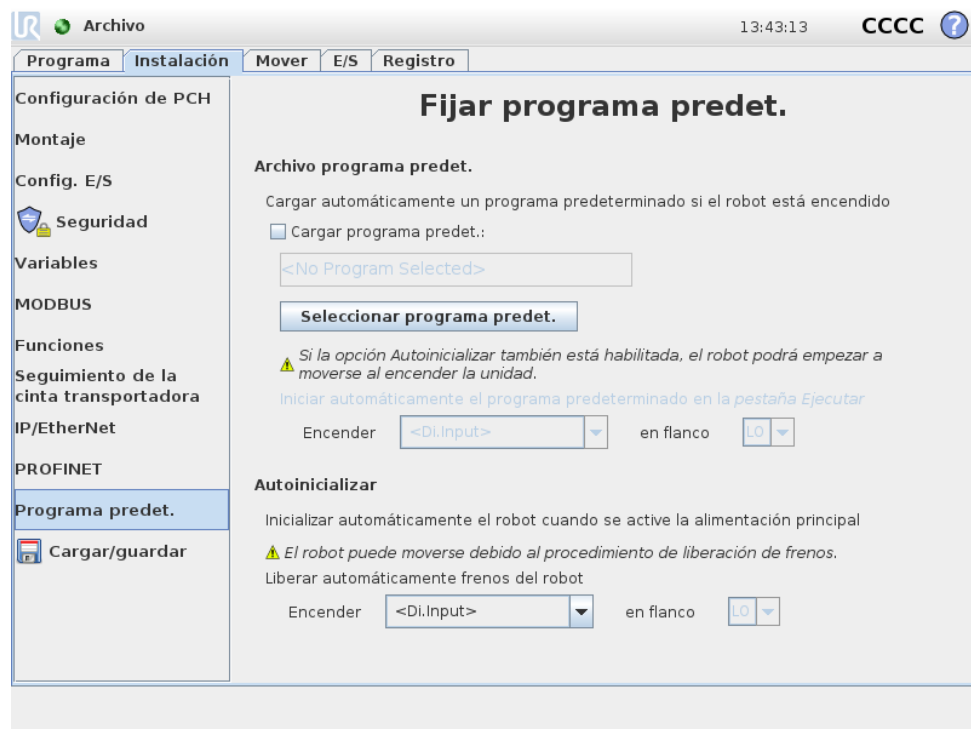 UR Archivo 13:43:13 CCCC ?
Programa Instalación Mover E/S Registro
Configuración de PCH
Montaje
Config. E/S
Seguridad
Variables
MODBUS
Funciones
Seguimiento de la
cinta transportadora
IP/EtherNet
PROFINET
Programa predet.
Cargar/guardar
Fijar programa predet.
Archivo programa predet.
Cargar automáticamente un programa predeterminado si el robot está encendido
Cargar programa predet.:
<No Program Selected>
Seleccionar programa predet.
Si la opción Autoinicializar también está habilitada, el robot podrá empezar a
moverse al encender la unidad.
Iniciar automáticamente el programa predeterminado en la pestaña Ejecutar
Encender <Di.Input> en flanco LO
Autoinicializar
Inicializar automáticamente el robot cuando se active la alimentación principal
El robot puede moverse debido al procedimiento de liberación de frenos.
Liberar automáticamente frenos del robot
Encender <Di.Input> en flanco LO